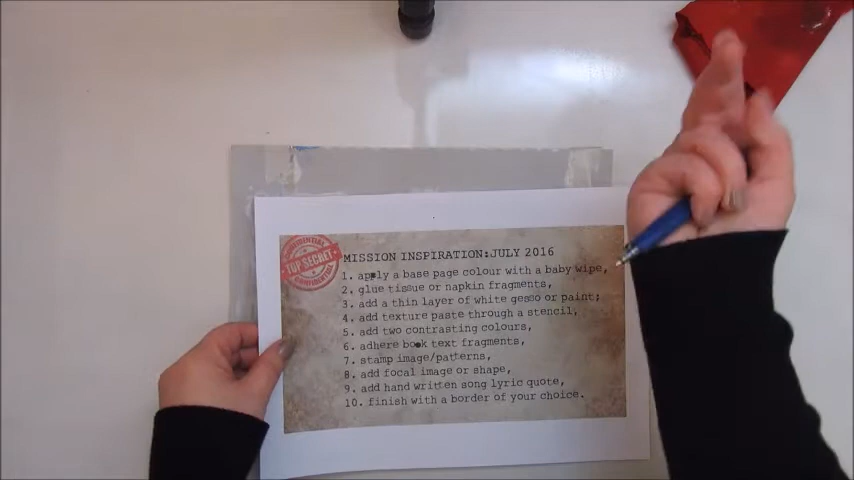 CONFIDENTIAL
TOP SECRET
CONFIDENTIAL
MISSION INSPIRATION:JULY 2016
1. apply a base page colour with a baby wipe,
2. glue tissue or napkin fragments,
3. add a thin layer of white gesso or paint;
4. add texture paste through a stencil,
5. add two contrasting colours,
6. adhere book text fragments,
7. stamp image/patterns,
8. add focal image or shape,
9. add hand written song lyric quote,
10. finish with a border of your choice.